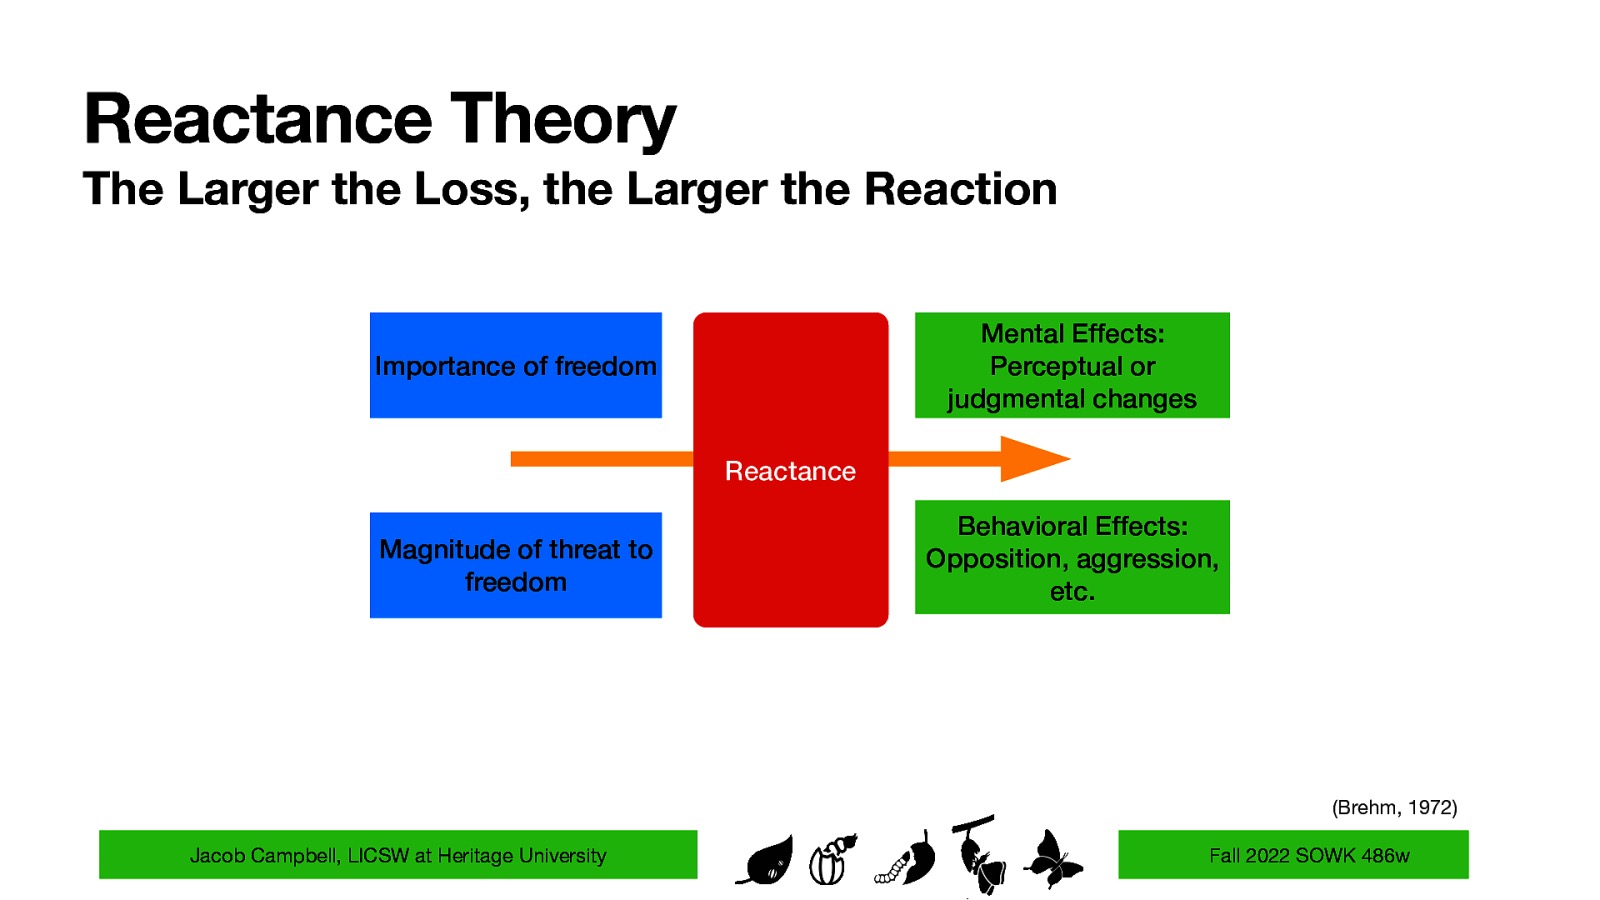 Reactance Theory
The Larger the Loss, the Larger the Reaction
Importance of freedom
Magnitude of threat to
freedom
Reactance
Mental Effects:
Perceptual or
judgmental changes
Behavioral Effects:
Opposition, aggression,
etc.
(Brehm, 1972)
Jacob Campbell, LICSW at Heritage University
Fall 2022 SOWK 486w